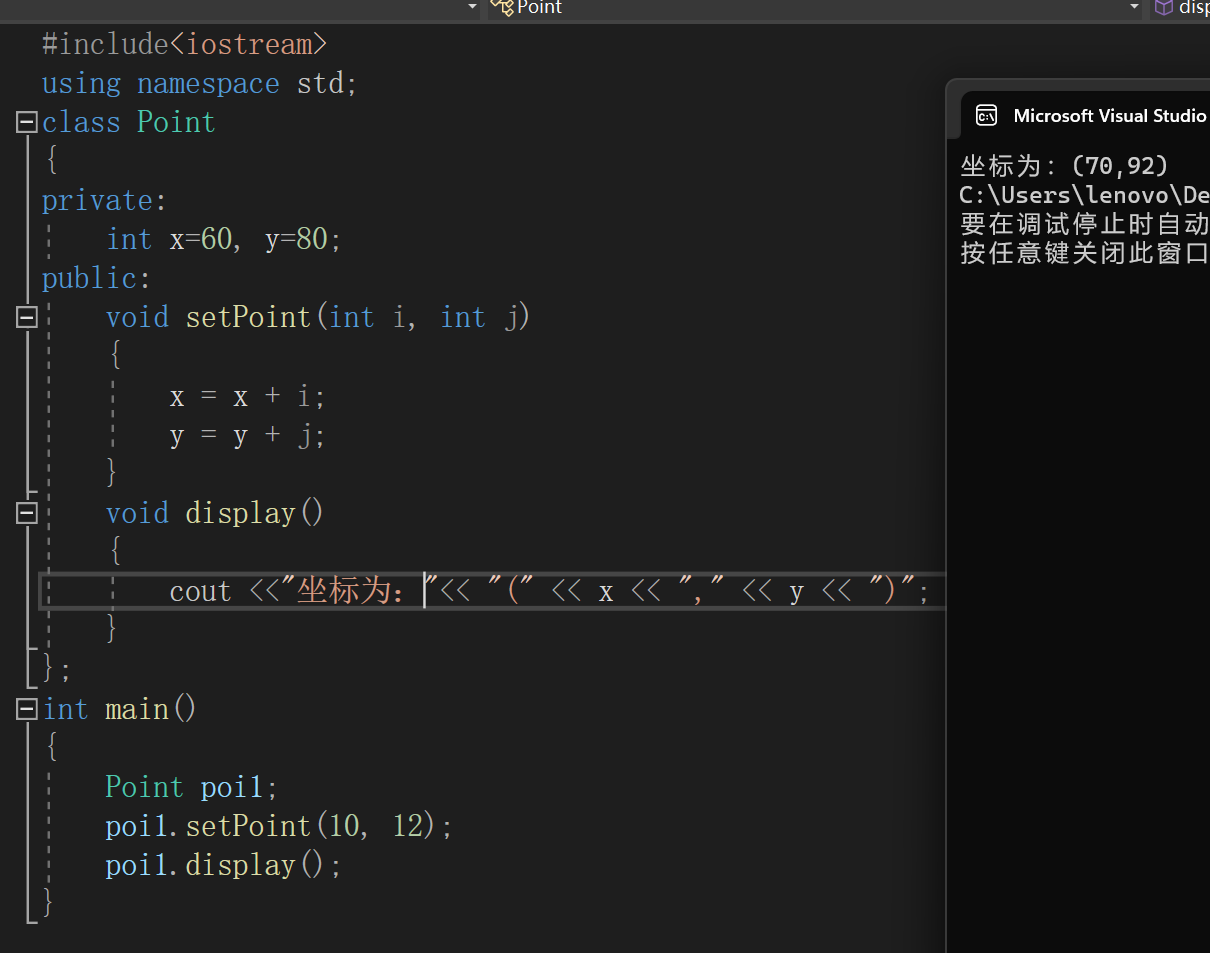 Point
#include<iostream>
using namespace std;
class Point
{
private:
int x=60, y=80;
public:
void setPoint(int i, int j)
{
x = x + i;
y = y + j;
}
void display()
{
cout <<"坐标为："<< "(" << x << "," << y << ")";
}
};
int main()
{
Point poi1;
poi1.setPoint(10, 12);
poi1.display();
}
Microsoft Visual Studio
坐标为：(70,92)
C:\Users\lenovo\De
要在调试停止时自动
按任意键关闭此窗口